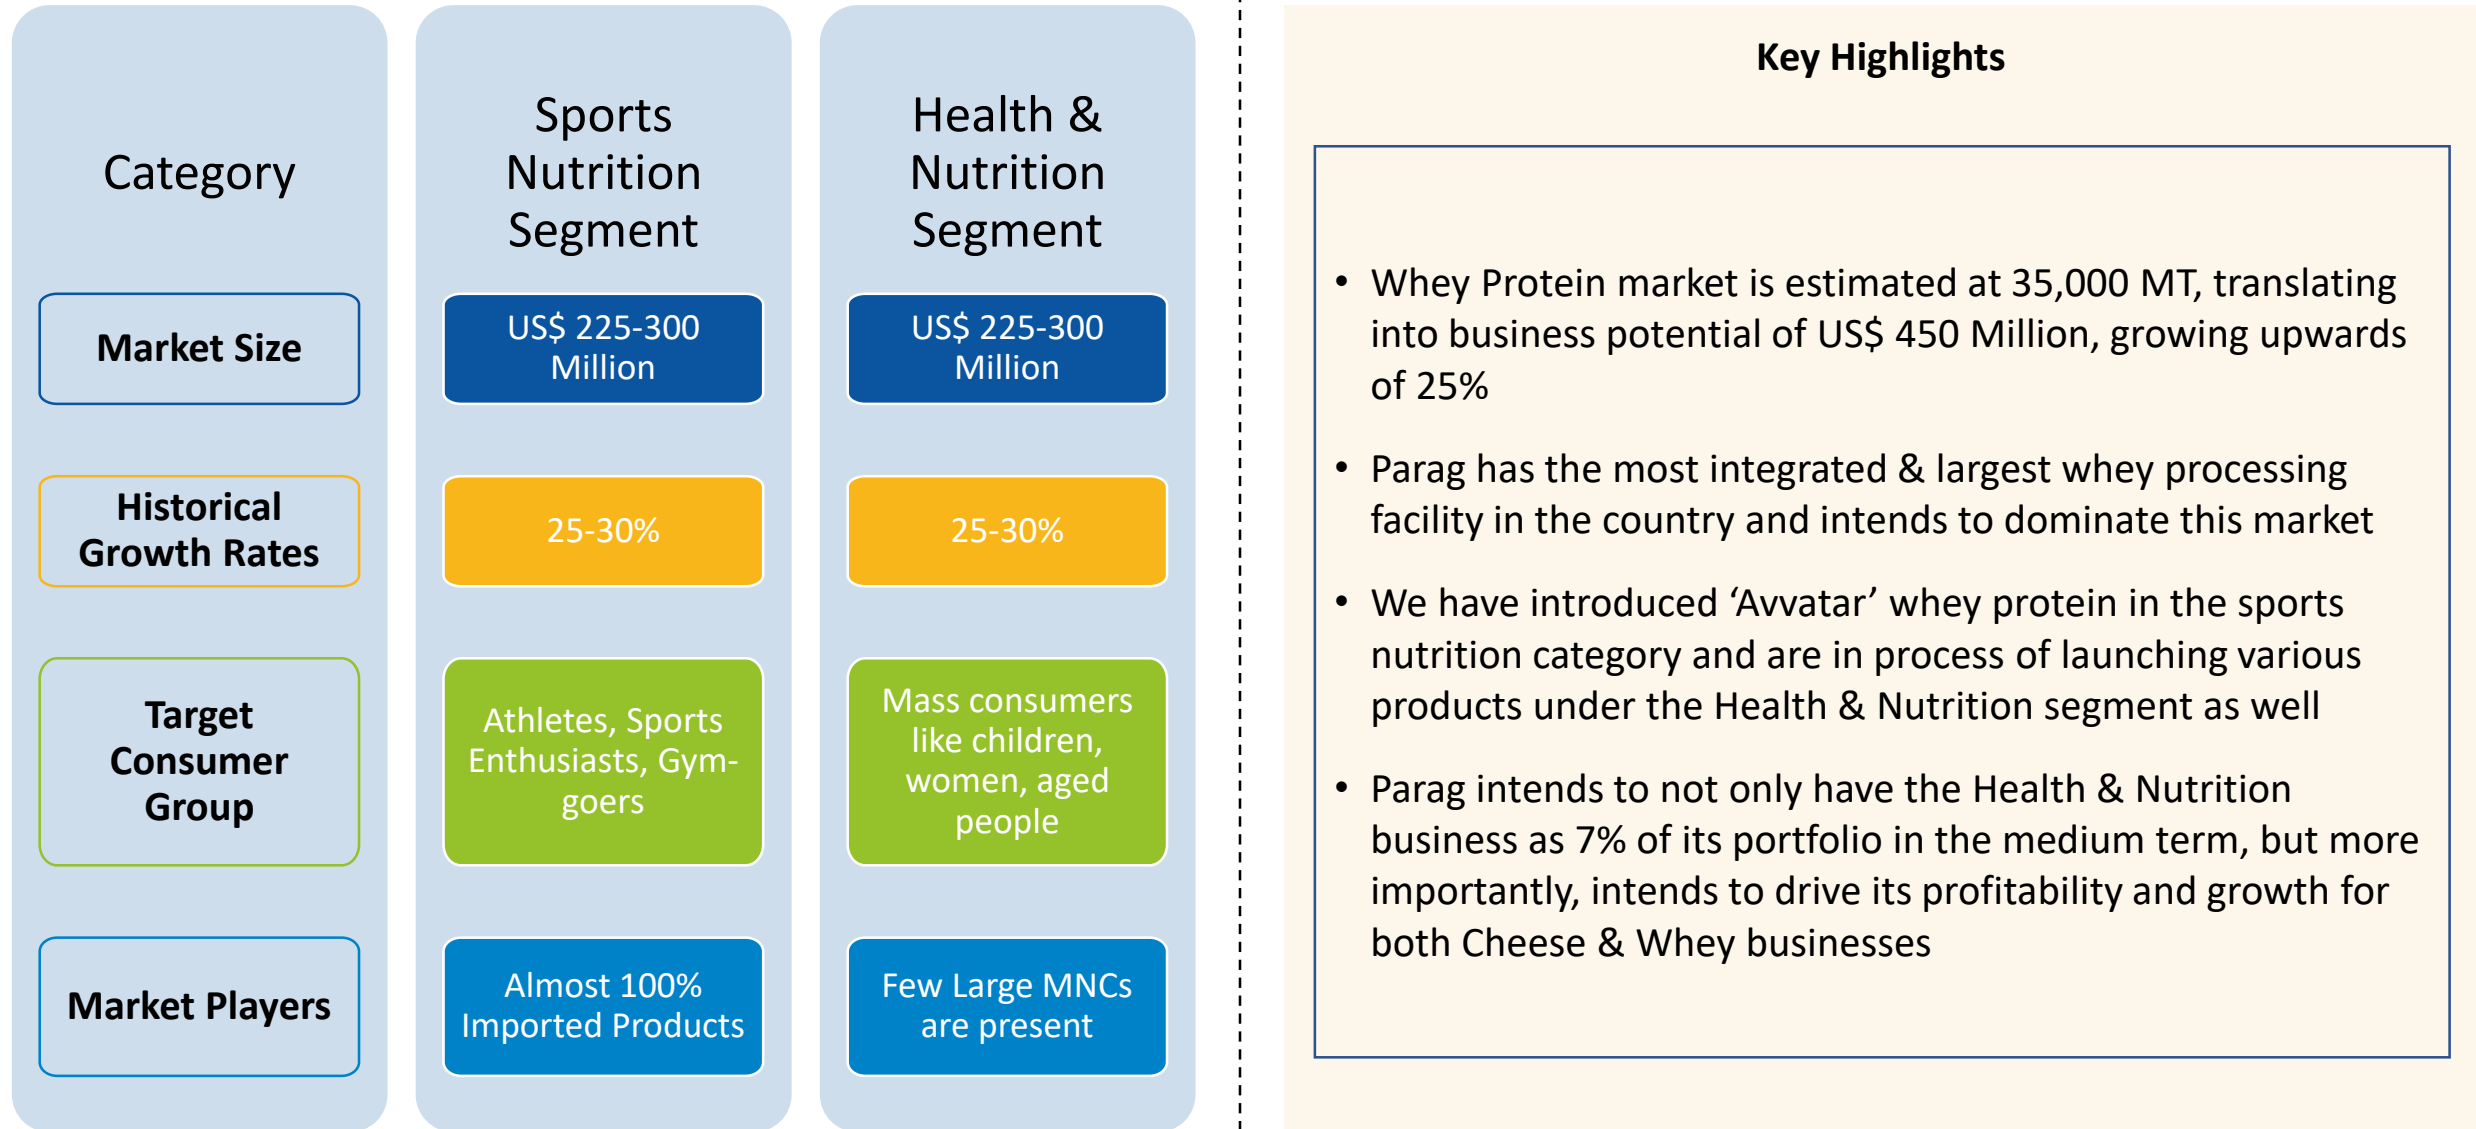 Category
Sports
Nutrition
Segment
Health &
Nutrition
Segment
Market Size
US$ 225-300
Million
US$ 225-300
Million
Historical
Growth Rates
25-30%
25-30%
Target
Consumer
Group
Athletes, Sports
Enthusiasts, Gym-
goers
Mass consumers
like children,
women, aged
people
Market Players
Almost 100%
Imported Products
Few Large MNCs
are present
Key Highlights
• Whey Protein market is estimated at 35,000 MT, translating
into business potential of US$ 450 Million, growing upwards
of 25%
• Parag has the most integrated & largest whey processing
facility in the country and intends to dominate this market
• We have introduced ‘Avvatar’ whey protein in the sports
nutrition category and are in process of launching various
products under the Health & Nutrition segment as well
• Parag intends to not only have the Health & Nutrition
business as 7% of its portfolio in the medium term, but more
importantly, intends to drive its profitability and growth for
both Cheese & Whey businesses